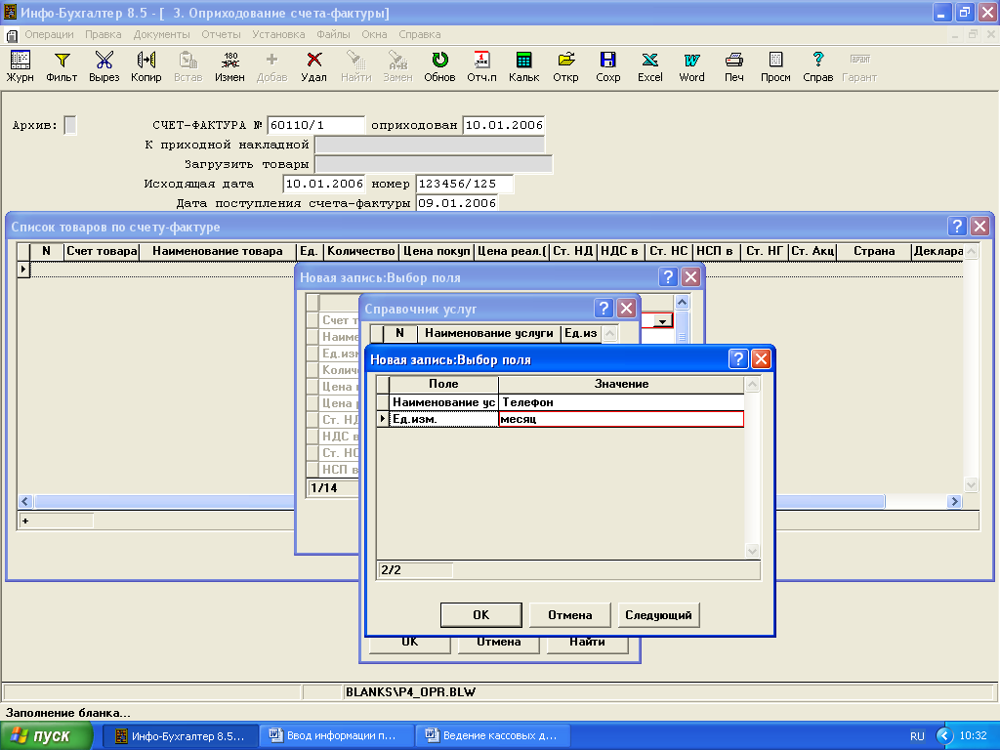 Инфо-Бухгалтер 8.5 - [  3. Оприходование счета-фактуры]
Операции Правка Документы Отчеты Установка Файлы Окна Справка
Журн Фильт Вырез Копир Встав Измен Добав Удал Найти Замен Обнов Отч.п Кальк Откр Сохр Excel Word Печ Просм Справ Гарант
Архив: СЧЕТ-ФАКТУРА № 60110/1 оприходован 10.01.2006
К приходной накладной
Загрузить товары
Исходящая дата 10.01.2006 номер 123456/125
Дата поступления счета-фактуры 09.01.2006
Список товаров по счету-фактуре
N Счет товара Наименование товара Ед. Количество Цена покуп Цена реал.( Ст. НД НДС в Ст. НС НСП в Ст. НГ Ст. Акц Страна Деклара
Новая запись:Выбор поля
Справочник услуг
Счет т
N Наименование услуги Ед.из
Наиме
Ед.изм
Колич
Цена
Цена р
Ст. НД
НДС в
Ст. НС
НСП в
1/14
Новая запись:Выбор поля
Поле Значение
Наименование ус Телефон
Ед.изм. месяц
2/2
ОК Отмена Следующий
ОК Отмена Найти
+
BLANKS\P4_OPR.BLW
Заполнение бланка...
пуск Инфо-Бухгалтер 8.5... Ввод информации п... Ведение кассовых д... RU 10:32